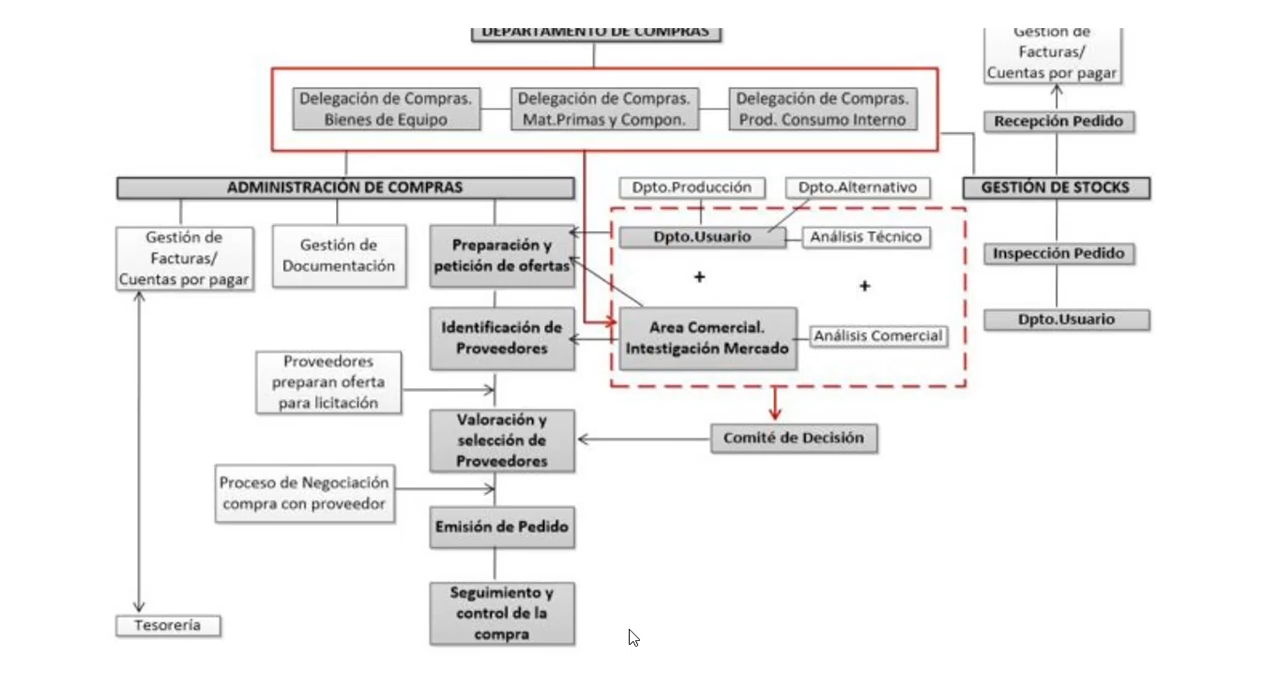 DEPARTAMENTO DE COMPRAS
Gestión de
Facturas/
Cuentas por pagar
Delegación de Compras.
Bienes de Equipo
Delegación de Compras.
Mat.Primas y Compon.
Delegación de Compras.
Prod. Consumo Interno
Recepción Pedido
ADMINISTRACIÓN DE COMPRAS
Dpto.Producción
Dpto.Alternativo
GESTIÓN DE STOCKS
Gestión de
Facturas/
Cuentas por pagar
Gestión de
Documentación
Preparación y
petición de ofertas
Dpto.Usuario
Análisis Técnico
Inspección Pedido
+
+
Identificación de
Proveedores
Area Comercial.
Intestigación Mercado
Análisis Comercial
Dpto.Usuario
Proveedores
preparan oferta
para licitación
Valoración y
selección de
Proveedores
Comité de Decisión
Proceso de Negociación
compra con proveedor
Emisión de Pedido
Seguimiento y
control de la
compra
Tesorería